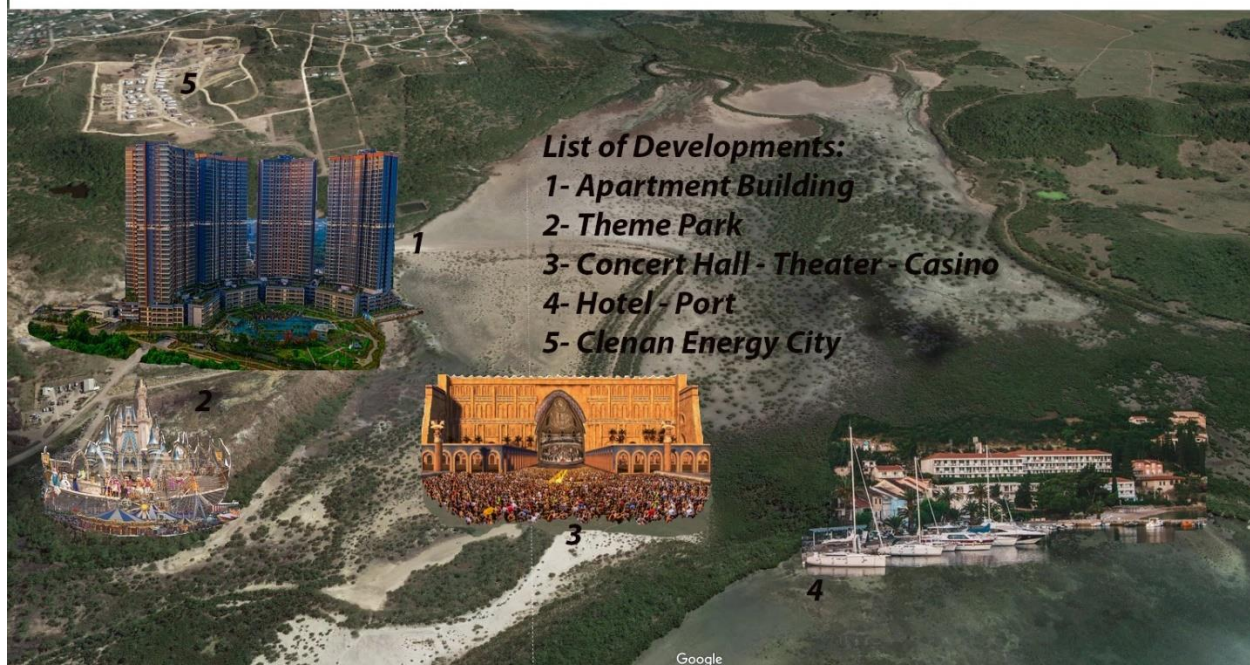 5
List of Developments:
1- Apartment Building
1
2- Theme Park
3- Concert Hall - Theater - Casino
4- Hotel - Port
5- Clenan Energy City
2
3
4
Google